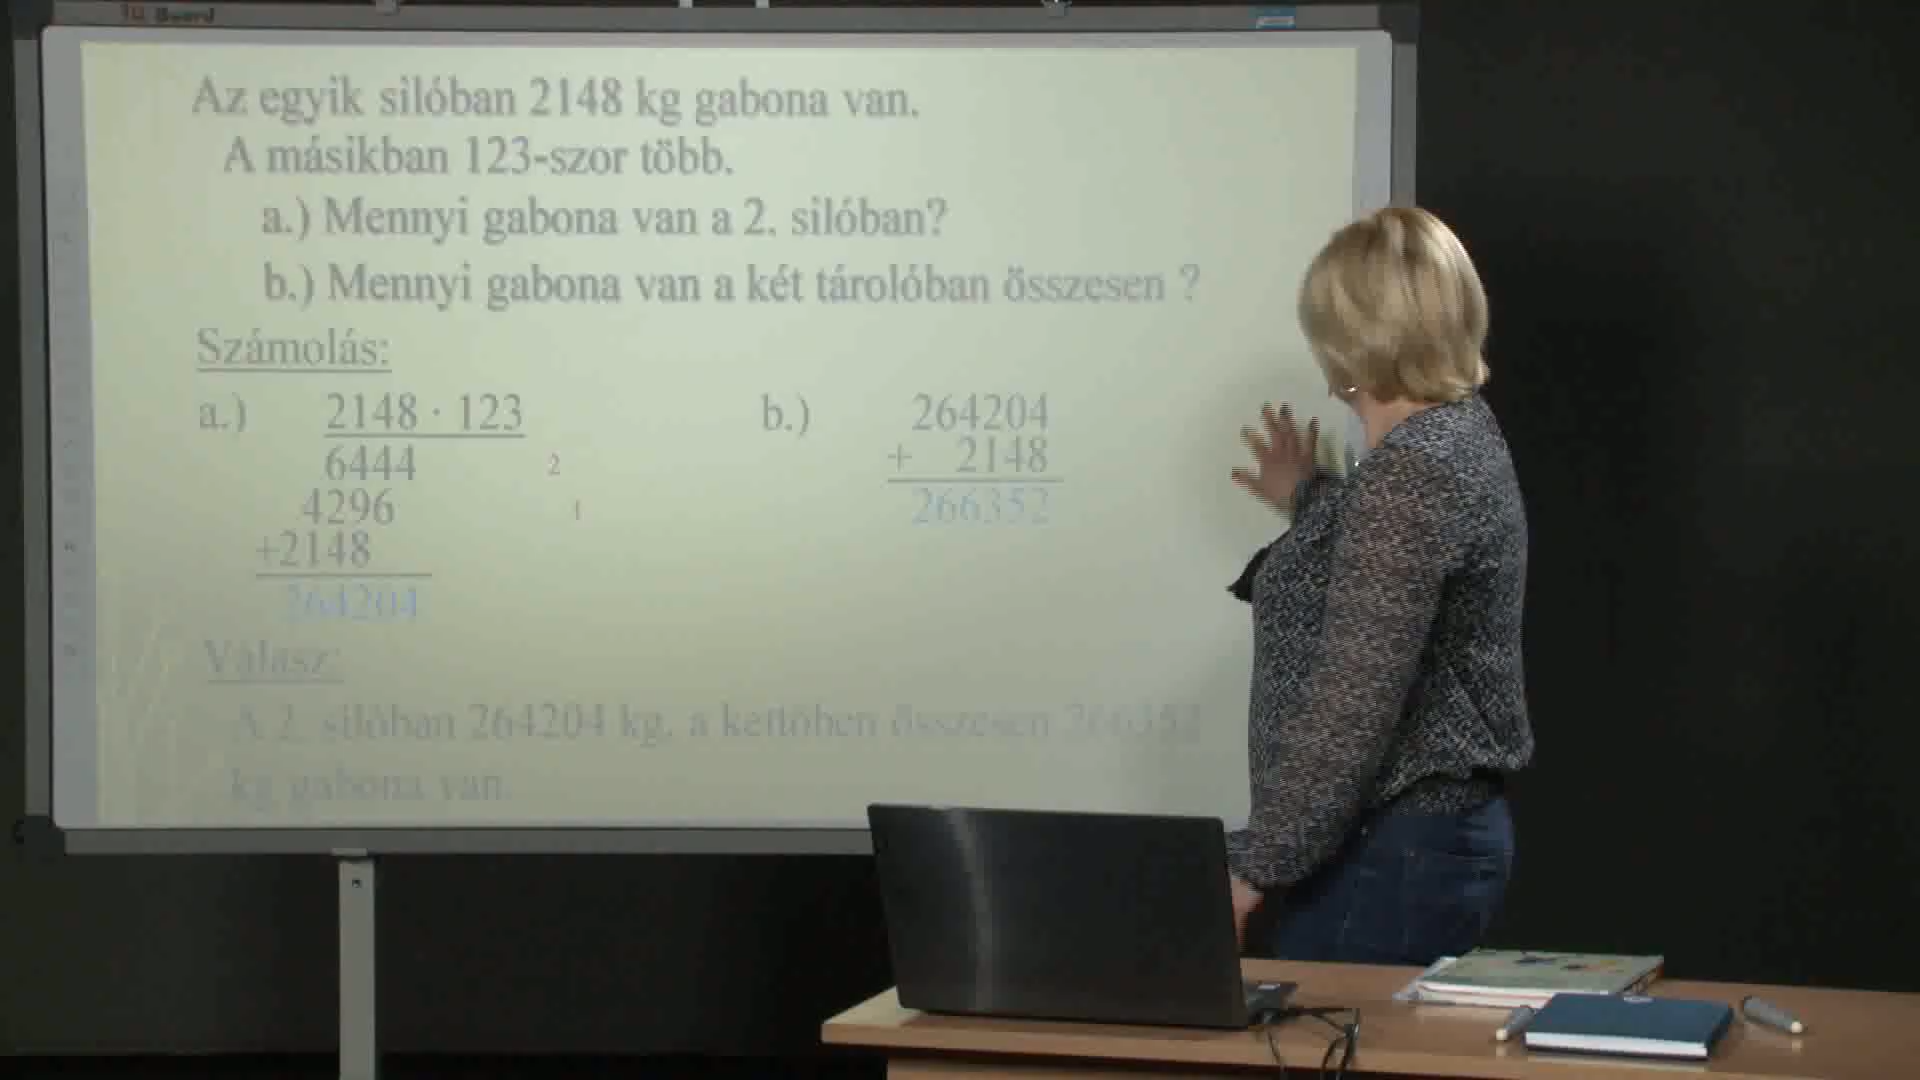 Board
Az egyik silóban 2148 kg gabona van.
A másikban 123-szor több.
a.) Mennyi gabona van a 2. silóban?
b.) Mennyi gabona van a két tárolóban összesen ?
Számolás:
a.) 2148 · 123
6444 2
4296 1
+2148
264204
b.) 264204
+ 2148
266352
Válasz:
A 2. silóban 264204 kg, a kettőben összesen 266352
kg gabona van.